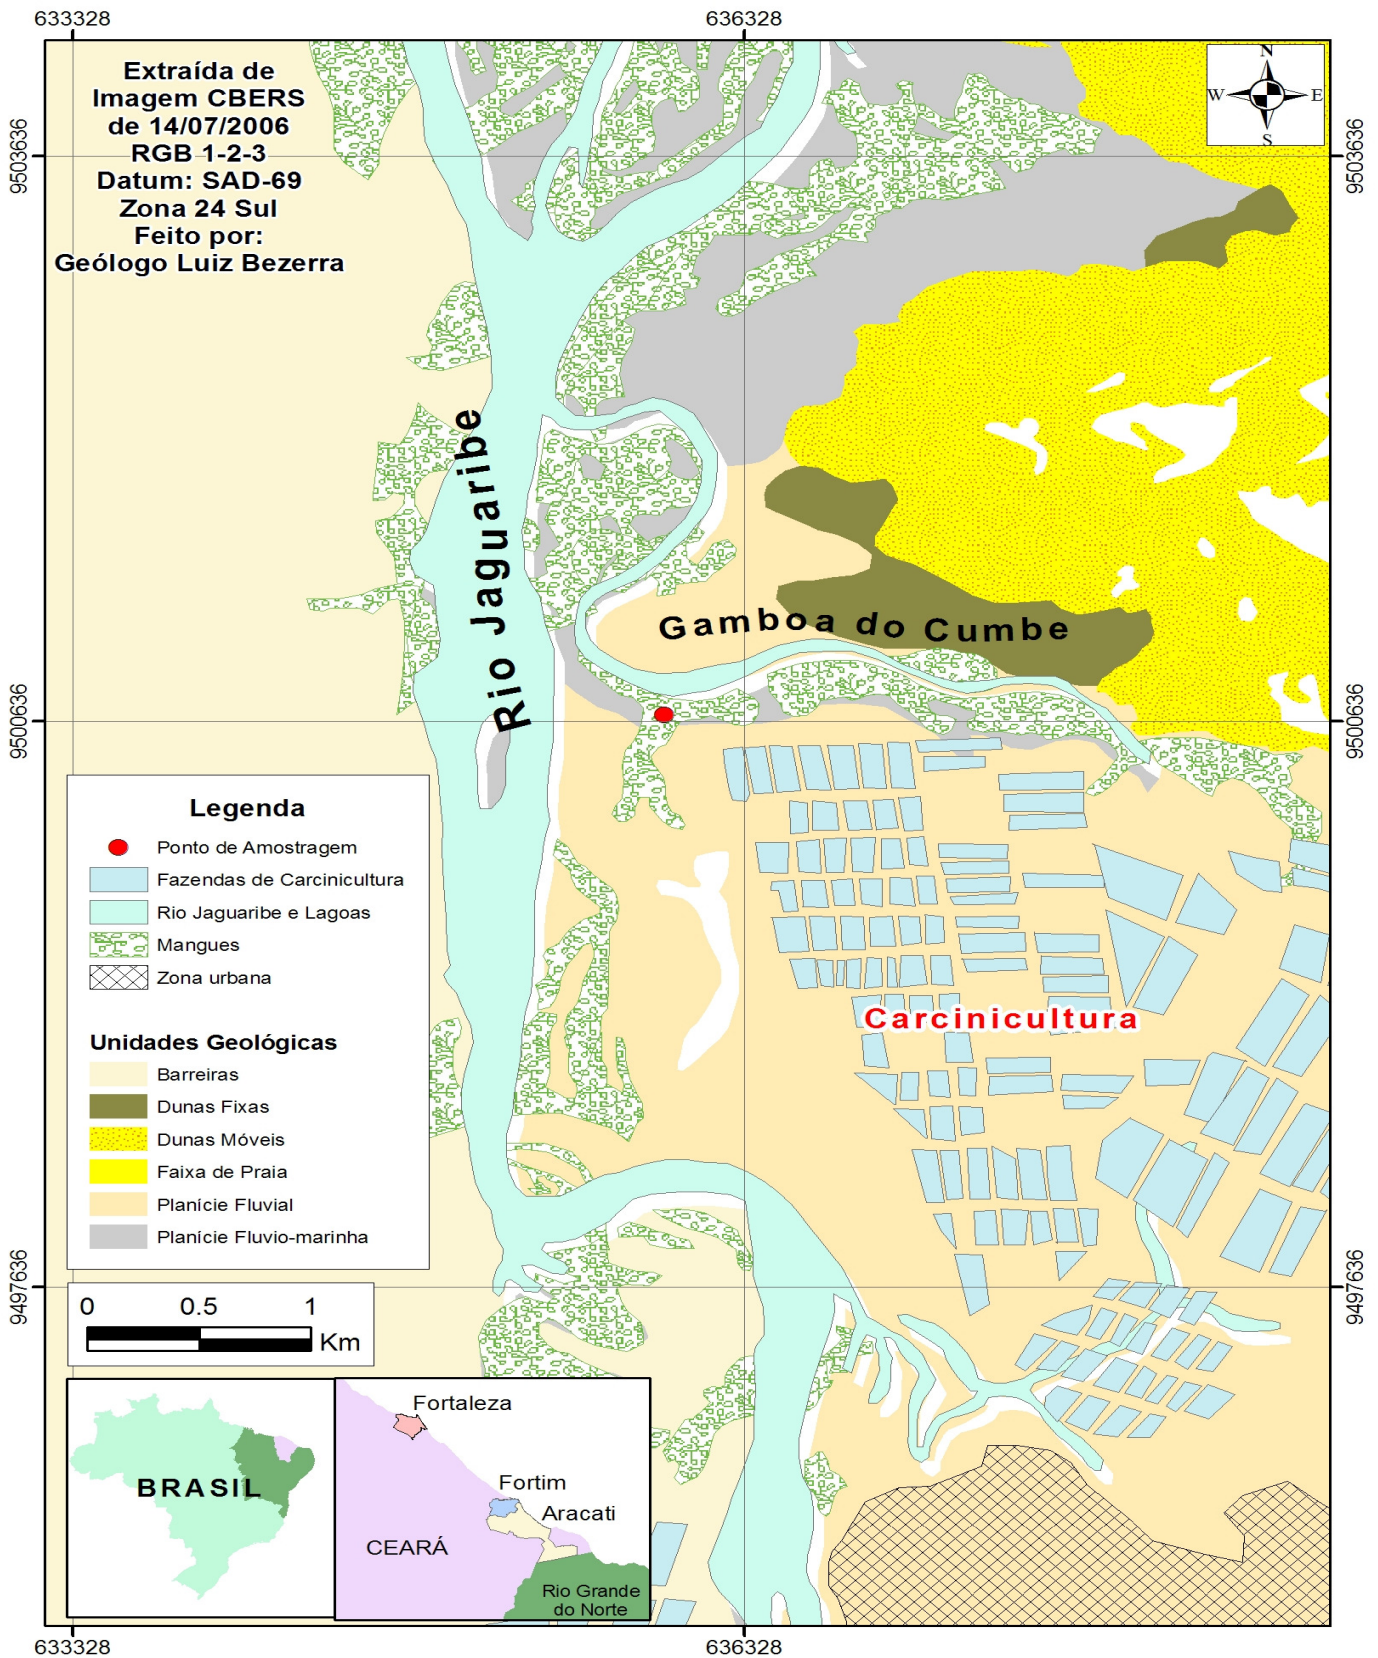 633328
636328
Extraída de
Imagem CBERS
de 14/07/2006
RGB 1-2-3
Datum: SAD-69
Zona 24 Sul
Feito por:
Geólogo Luiz Bezerra
N
W
E
S
9503636
9503636
Rio Jaguaribe
Gamboa do Cumbe
9500636
9500636
Legenda
Ponto de Amostragem
Fazendas de Carcinicultura
Rio Jaguaribe e Lagoas
Mangues
Zona urbana
Unidades Geológicas
Barreiras
Dunas Fixas
Dunas Móveis
Faixa de Praia
Planície Fluvial
Planície Fluvio-marinha
Carcinicultura
9497636
9497636
0 0.5 1
Km
BRASIL
Fortaleza
Fortim
Aracati
CEARÁ
Rio Grande
do Norte
633328
636328